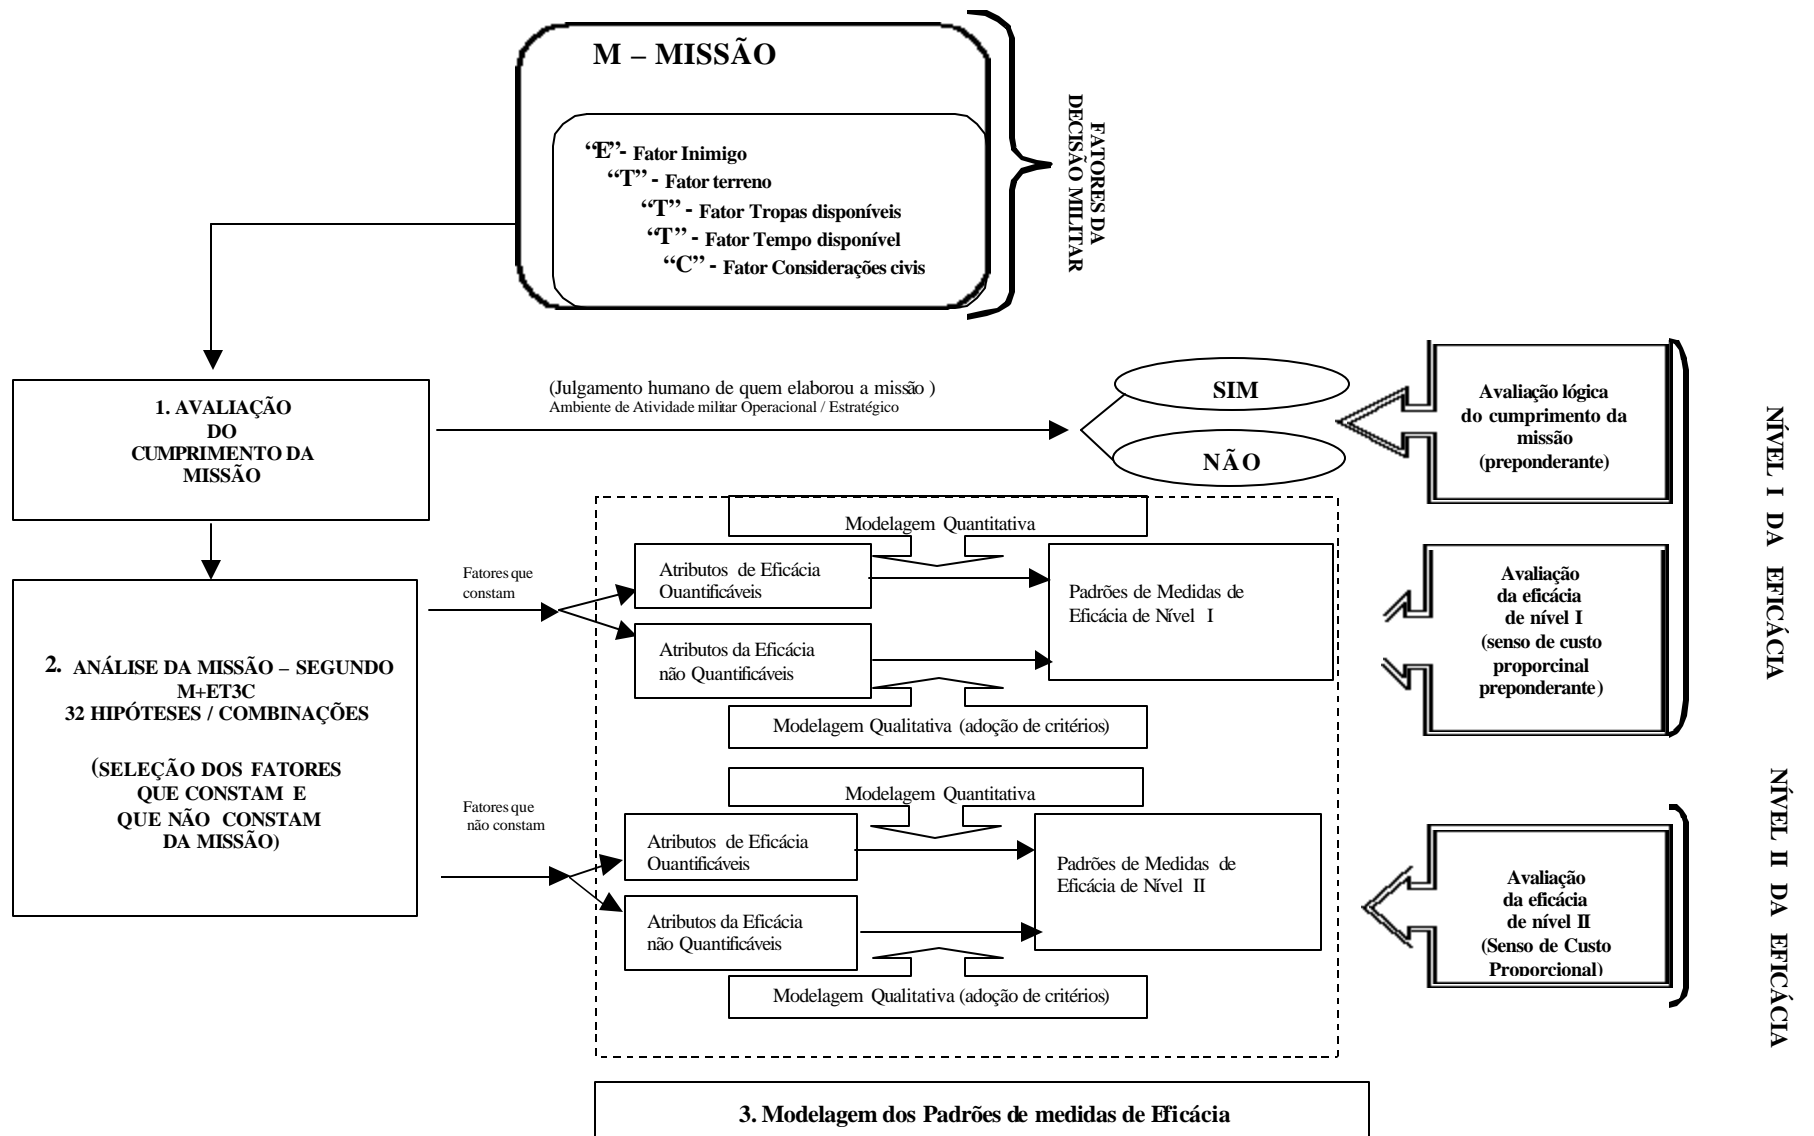 M – MISSÃO
“E”- Fator Inimigo
“T” - Fator terreno
“T” - Fator Tropas disponíveis
“T” - Fator Tempo disponível
“C” - Fator Considerações civis
FATORES DA
DECISÃO MILITAR
1. AVALIAÇÃO
DO
CUMPRIMENTO DA
MISSÃO
(Julgamento humano de quem elaborou a missão )
Ambiente de Atividade militar Operacional / Estratégico
SIM
NÃO
Avaliação lógica
do cumprimento da
missão
(preponderante)
NÍVEL I DA EFICÁCIA
2. ANÁLISE DA MISSÃO – SEGUNDO
M+ET3C
32 HIPÓTESES / COMBINAÇÕES
(SELEÇÃO DOS FATORES
QUE CONSTAM E
QUE NÃO CONSTAM
DA MISSÃO)
Fatores que
constam
Modelagem Quantitativa
Atributos de Eficácia
Quantificáveis
Atributos da Eficácia
não Quantificáveis
Modelagem Qualitativa (adoção de critérios)
Padrões de Medidas de
Eficácia de Nível I
Avaliação
da eficácia
de nível I
(senso de custo
proporcinal
preponderante)
Fatores que
não constam
Modelagem Quantitativa
Atributos de Eficácia
Quantificáveis
Atributos da Eficácia
não Quantificáveis
Modelagem Qualitativa (adoção de critérios)
Padrões de Medidas de
Eficácia de Nível II
Avaliação
da eficácia
de nível II
(Senso de Custo
Proporcional)
NÍVEL II DA EFICÁCIA
3. Modelagem dos Padrões de medidas de Eficácia